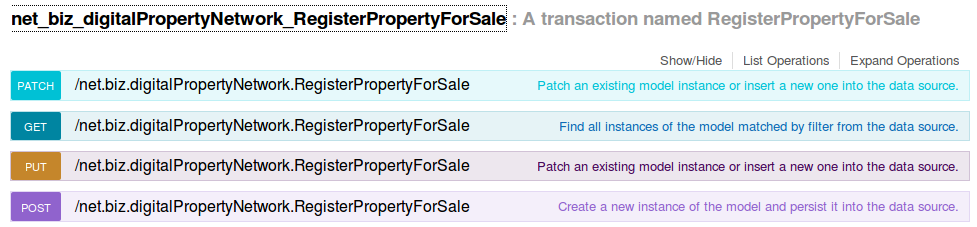 net_biz_digitalPropertyNetwork_RegisterPropertyForSale : A transaction named RegisterPropertyForSale
Show/Hide List Operations Expand Operations
PATCH /net.biz.digitalPropertyNetwork.RegisterPropertyForSale Patch an existing model instance or insert a new one into the data source.
GET /net.biz.digitalPropertyNetwork.RegisterPropertyForSale Find all instances of the model matched by filter from the data source.
PUT /net.biz.digitalPropertyNetwork.RegisterPropertyForSale Patch an existing model instance or insert a new one into the data source.
POST /net.biz.digitalPropertyNetwork.RegisterPropertyForSale Create a new instance of the model and persist it into the data source.